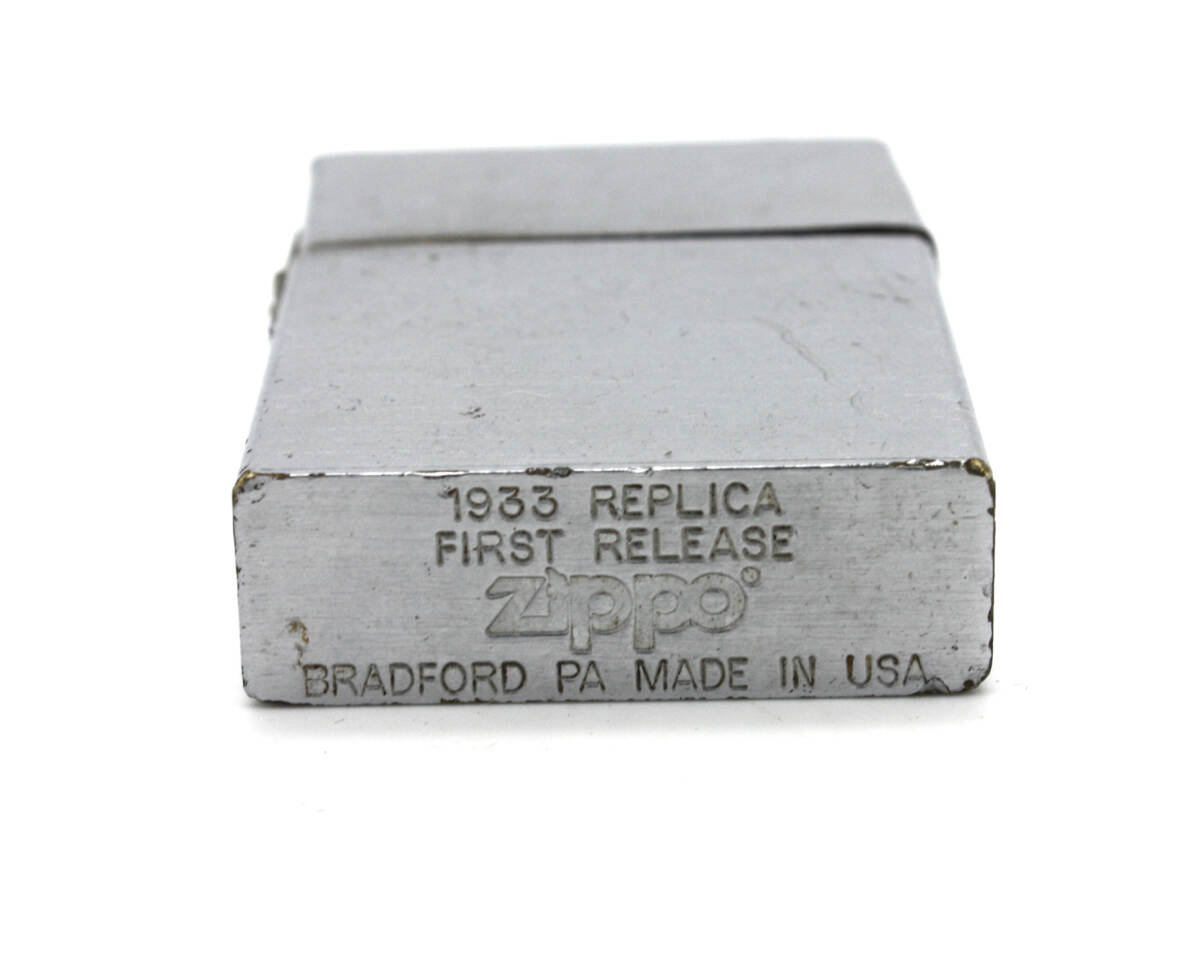 1933 REPLICA
FIRST RELEASE
Zippo®
BRADFORD PA MADE IN USA